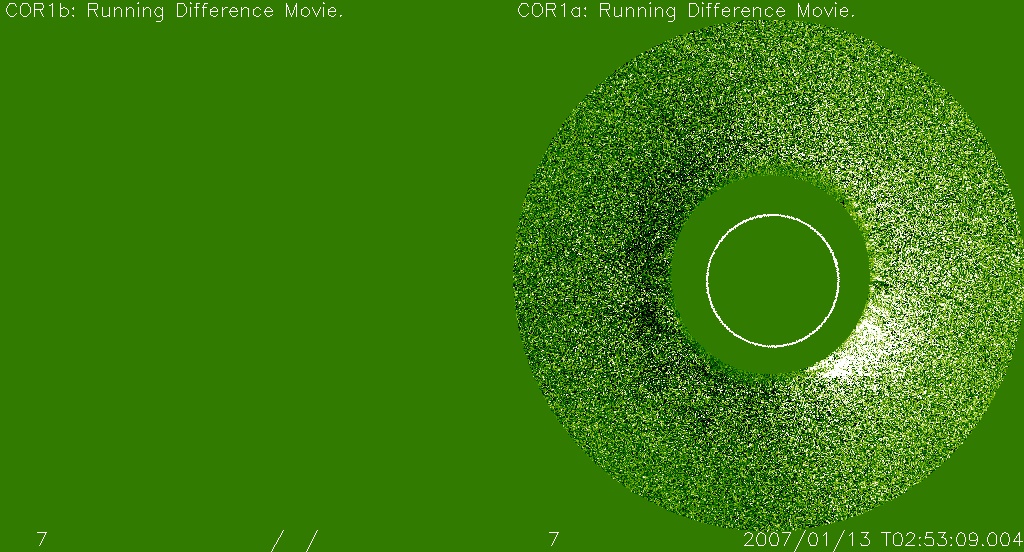 COR1b: Running Difference Movie.
COR1a: Running Difference Movie.
7 / /
7 2007/01/13 T02:53:09.004